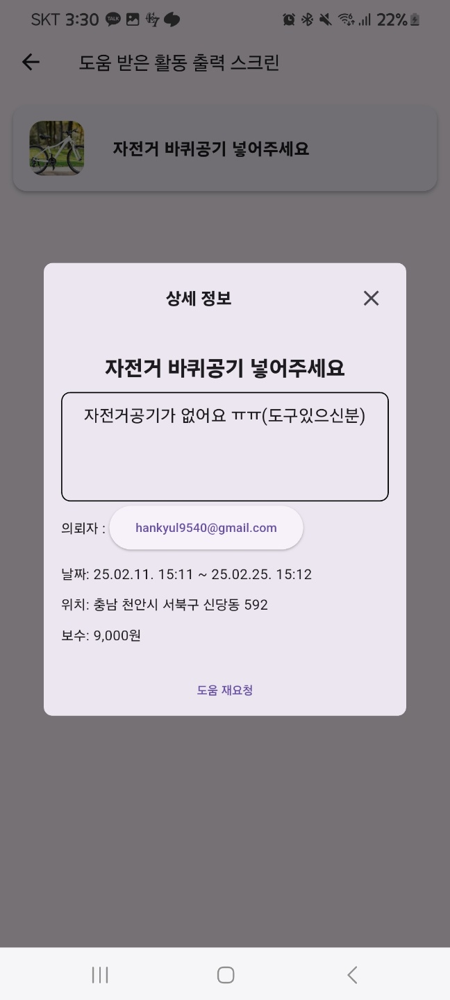 SKT 3:30 TALK 22%
도움 받은 활동 출력 스크린
자전거 바퀴공기 넣어주세요
상세 정보
자전거 바퀴공기 넣어주세요
자전거공기가 없어요 ㅠㅠ(도구있으신분)
의뢰자 : hankyul9540@gmail.com
날짜: 25.02.11. 15:11 ~ 25.02.25. 15:12
위치: 충남 천안시 서북구 신당동 592
보수: 9,000원
도움 재요청